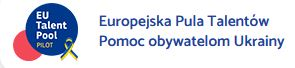 EU
Talent
Pool
PILOT
Europejska Pula Talentów
Pomoc obywatelom Ukrainy